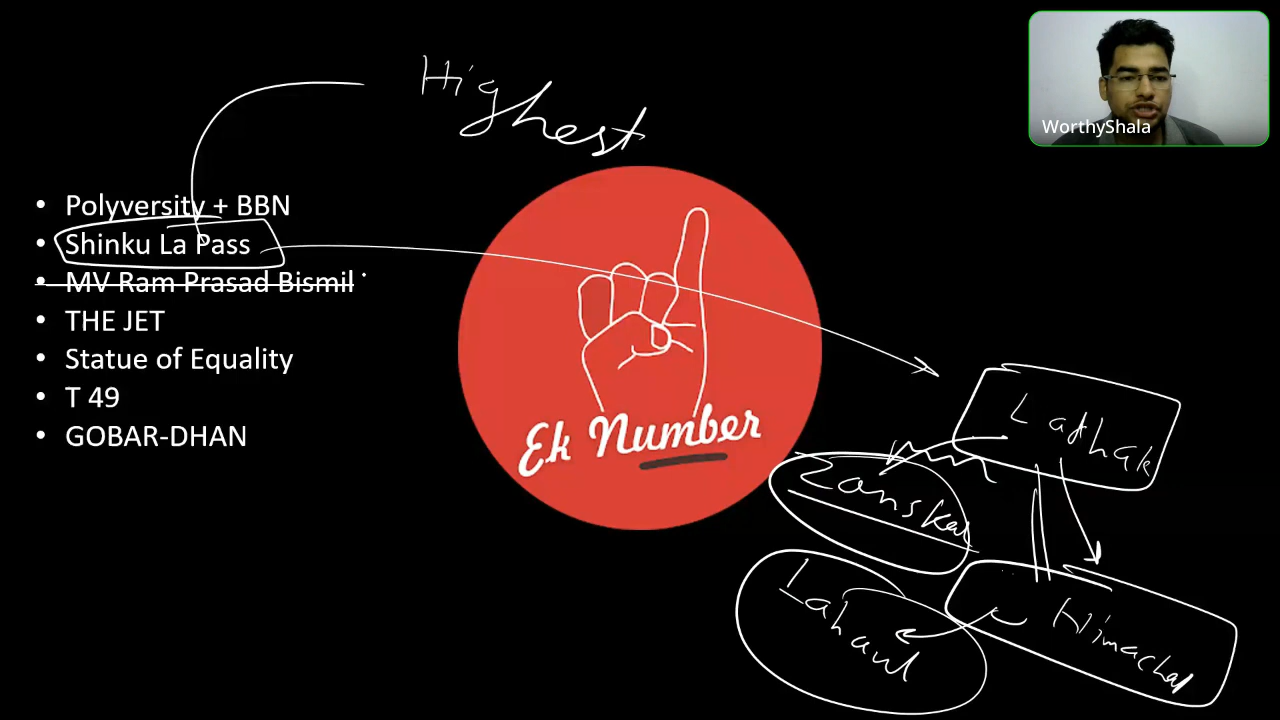 Highest
WorthyShala
• Polyversity + BBN
• Shinku La Pass
• MV Ram Prasad Bismil
• THE JET
• Statue of Equality
• T 49
• GOBAR-DHAN
Ek Number
Lathak
Zanskar
Lahaul
Himachal